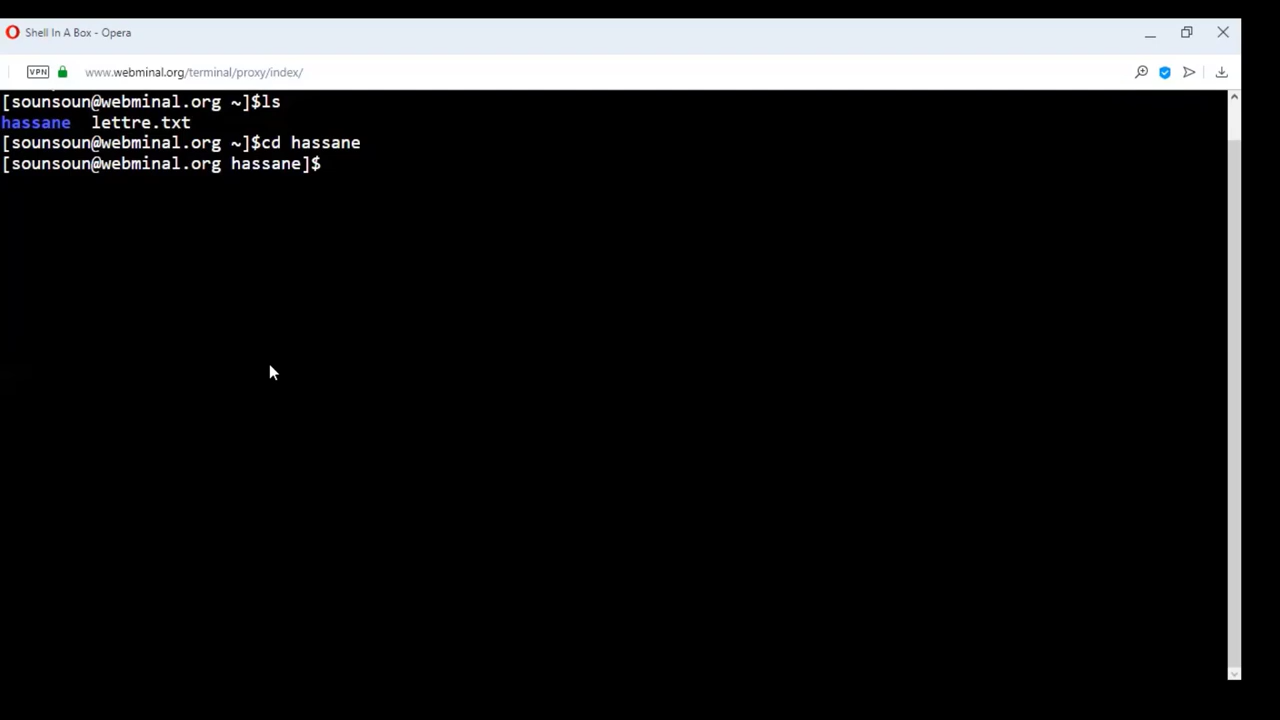 Shell In A Box - Opera
VPN www.webminal.org/terminal/proxy/index/
[sounsoun@webminal.org ~]$ls
hassane  lettre.txt
[sounsoun@webminal.org ~]$cd hassane
[sounsoun@webminal.org hassane]$